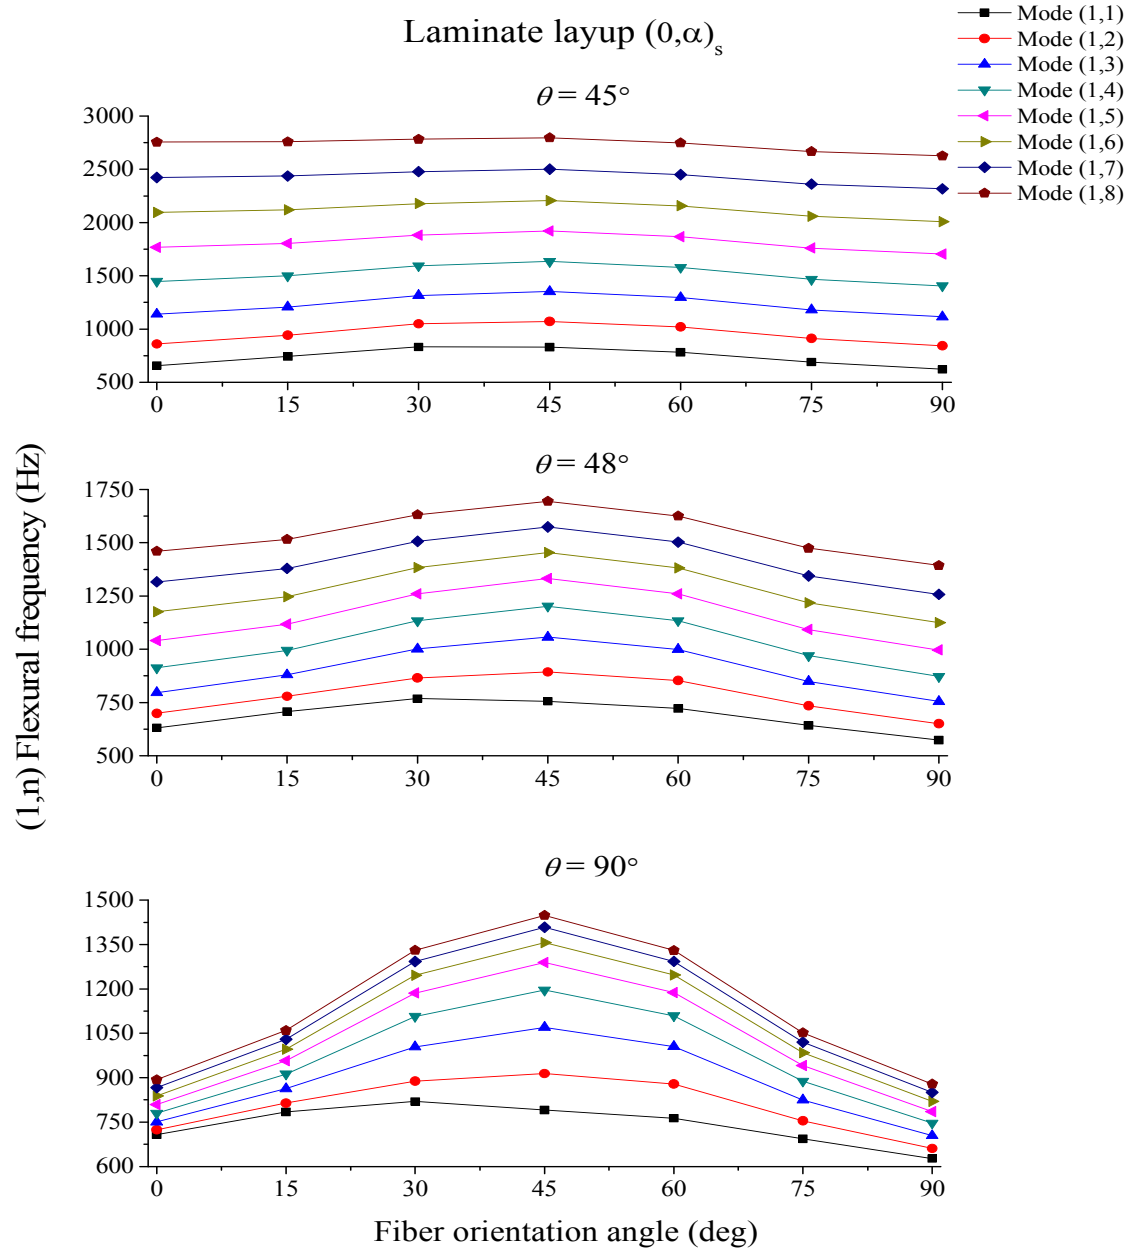 Laminate layup (0,α)s
Mode (1,1)
Mode (1,2)
Mode (1,3)
Mode (1,4)
Mode (1,5)
Mode (1,6)
Mode (1,7)
Mode (1,8)
θ = 45°
3000
2500
2000
1500
1000
500
0 15 30 45 60 75 90
(1,n) Flexural frequency (Hz)
θ = 48°
1750
1500
1250
1000
750
500
0 15 30 45 60 75 90
θ = 90°
1500
1350
1200
1050
900
750
600
0 15 30 45 60 75 90
Fiber orientation angle (deg)